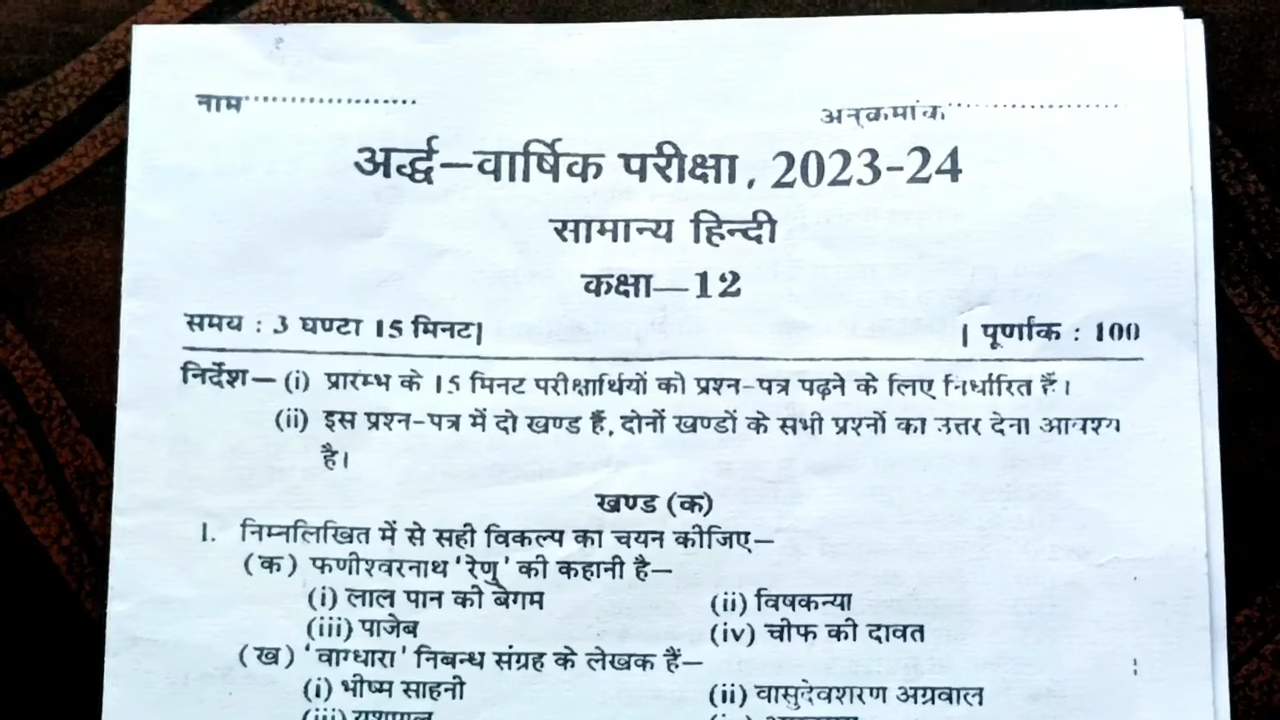 नाम...................
अनुक्रमांक...................
अर्द्ध–वार्षिक परीक्षा, 2023-24
सामान्य हिन्दी
कक्षा—12
समय : 3 घण्टा 15 मिनट|
| पूर्णांक : 100
निर्देश— (i) प्रारम्भ के 15 मिनट परीक्षार्थियों को प्रश्न-पत्र पढ़ने के लिए निर्धारित हैं।
(ii) इस प्रश्न-पत्र में दो खण्ड हैं, दोनों खण्डों के सभी प्रश्नों का उत्तर देना आवश्य
है।
खण्ड (क)
1. निम्नलिखित में से सही विकल्प का चयन कीजिए—
(क) फणीश्वरनाथ 'रेणु' की कहानी है—
(i) लाल पान की बेगम (ii) विषकन्या
(iii) पाजेब (iv) चीफ की दावत
(ख) 'वाग्धारा' निबन्ध संग्रह के लेखक हैं—
(i) भीष्म साहनी (ii) वासुदेवशरण अग्रवाल
(iii)